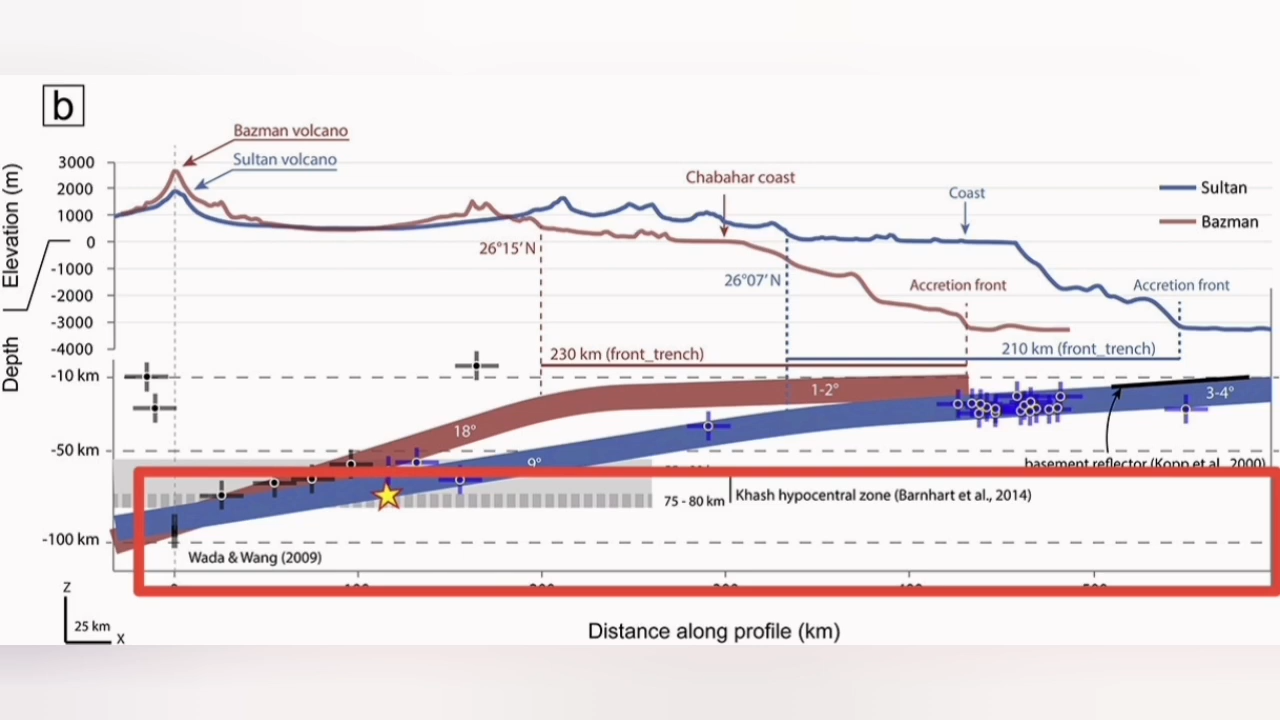 b
Bazman volcano
Sultan volcano
Elevation (m)
Depth
3000
2000
1000
0
-1000
-2000
-3000
-4000
-10 km
-50 km
-100 km
Chabahar coast
Coast
Sultan
Bazman
26°15′ N
26°07′ N
Accretion front
Accretion front
230 km (front_trench)
210 km (front_trench)
1-2°
3-4°
18°
9°
basement reflector (Kopp et al., 2000)
75 - 80 km
Khash hypocentral zone (Barnhart et al., 2014)
Wada & Wang (2009)
Z
25 km
X
Distance along profile (km)